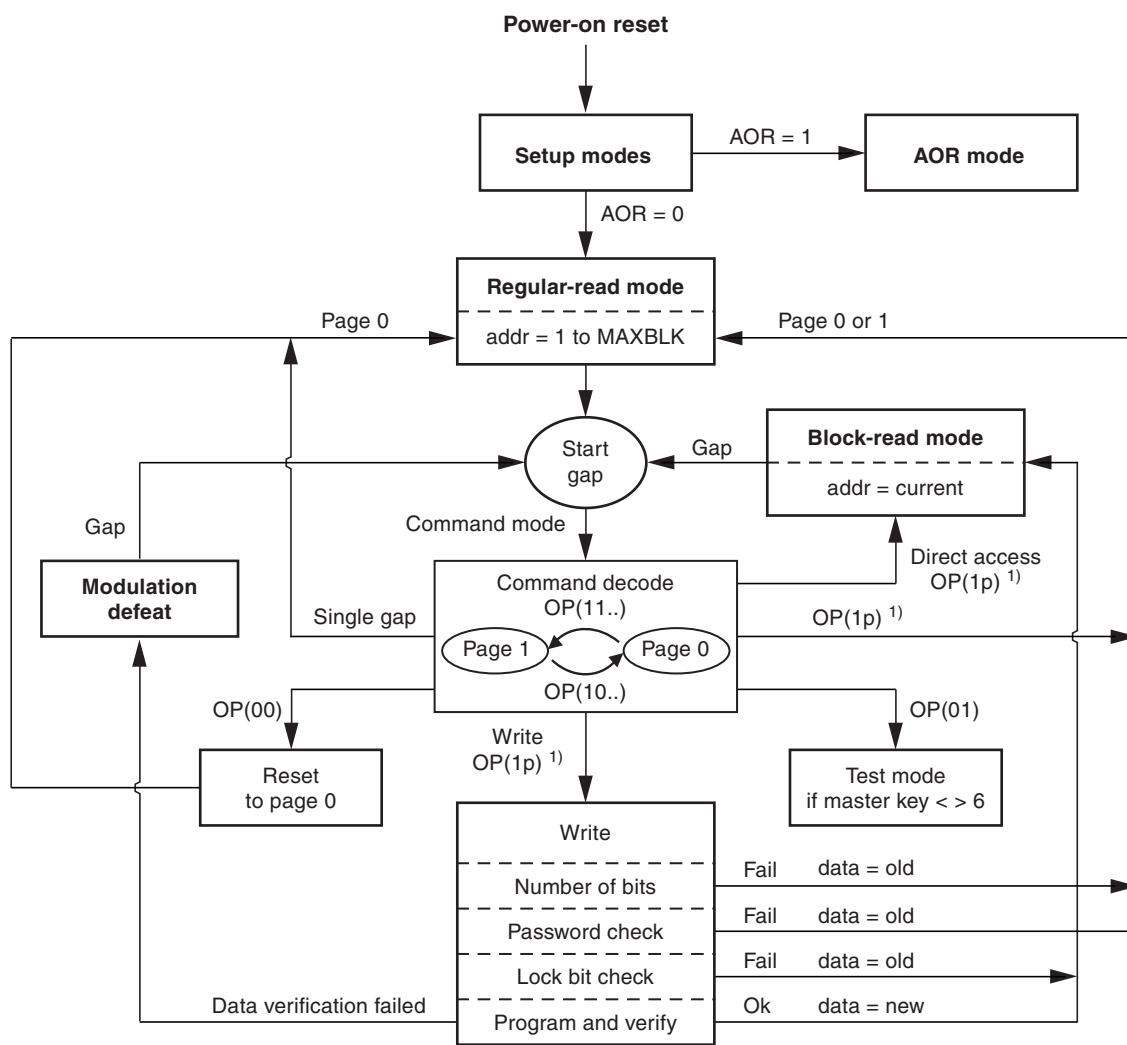 Power-on reset
Setup modes
AOR = 1
AOR mode
AOR = 0
Regular-read mode
Page 0
addr = 1 to MAXBLK
Page 0 or 1
Start
gap
Gap
Block-read mode
addr = current
Command mode
Gap
Modulation
defeat
Direct access
OP(1p) 1)
Command decode
OP(11..)
Single gap
Page 1
Page 0
OP(1p) 1)
OP(10..)
OP(00)
OP(01)
Write
OP(1p) 1)
Reset
to page 0
Test mode
if master key < > 6
Write
Number of bits
Fail data = old
Password check
Fail data = old
Lock bit check
Fail data = old
Data verification failed
Program and verify
Ok data = new